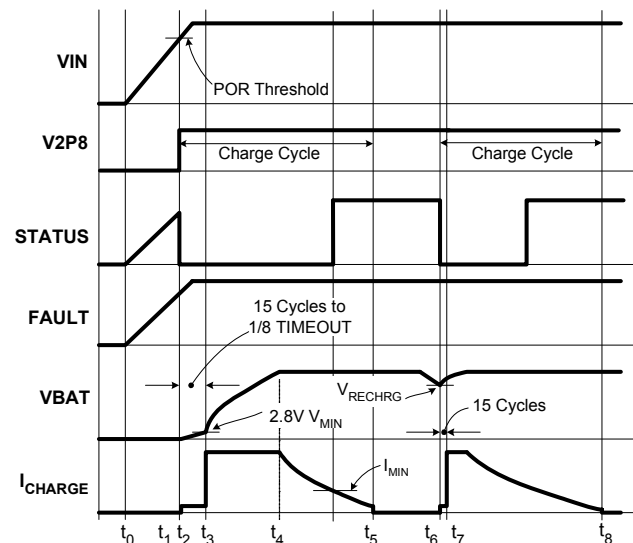 VIN
POR Threshold
V2P8
Charge Cycle
Charge Cycle
STATUS
FAULT
15 Cycles to
1/8 TIMEOUT
VBAT
VRECHRG
2.8V VMIN
15 Cycles
ICHARGE
IMIN
t0 t1 t2 t3 t4 t5 t6 t7 t8